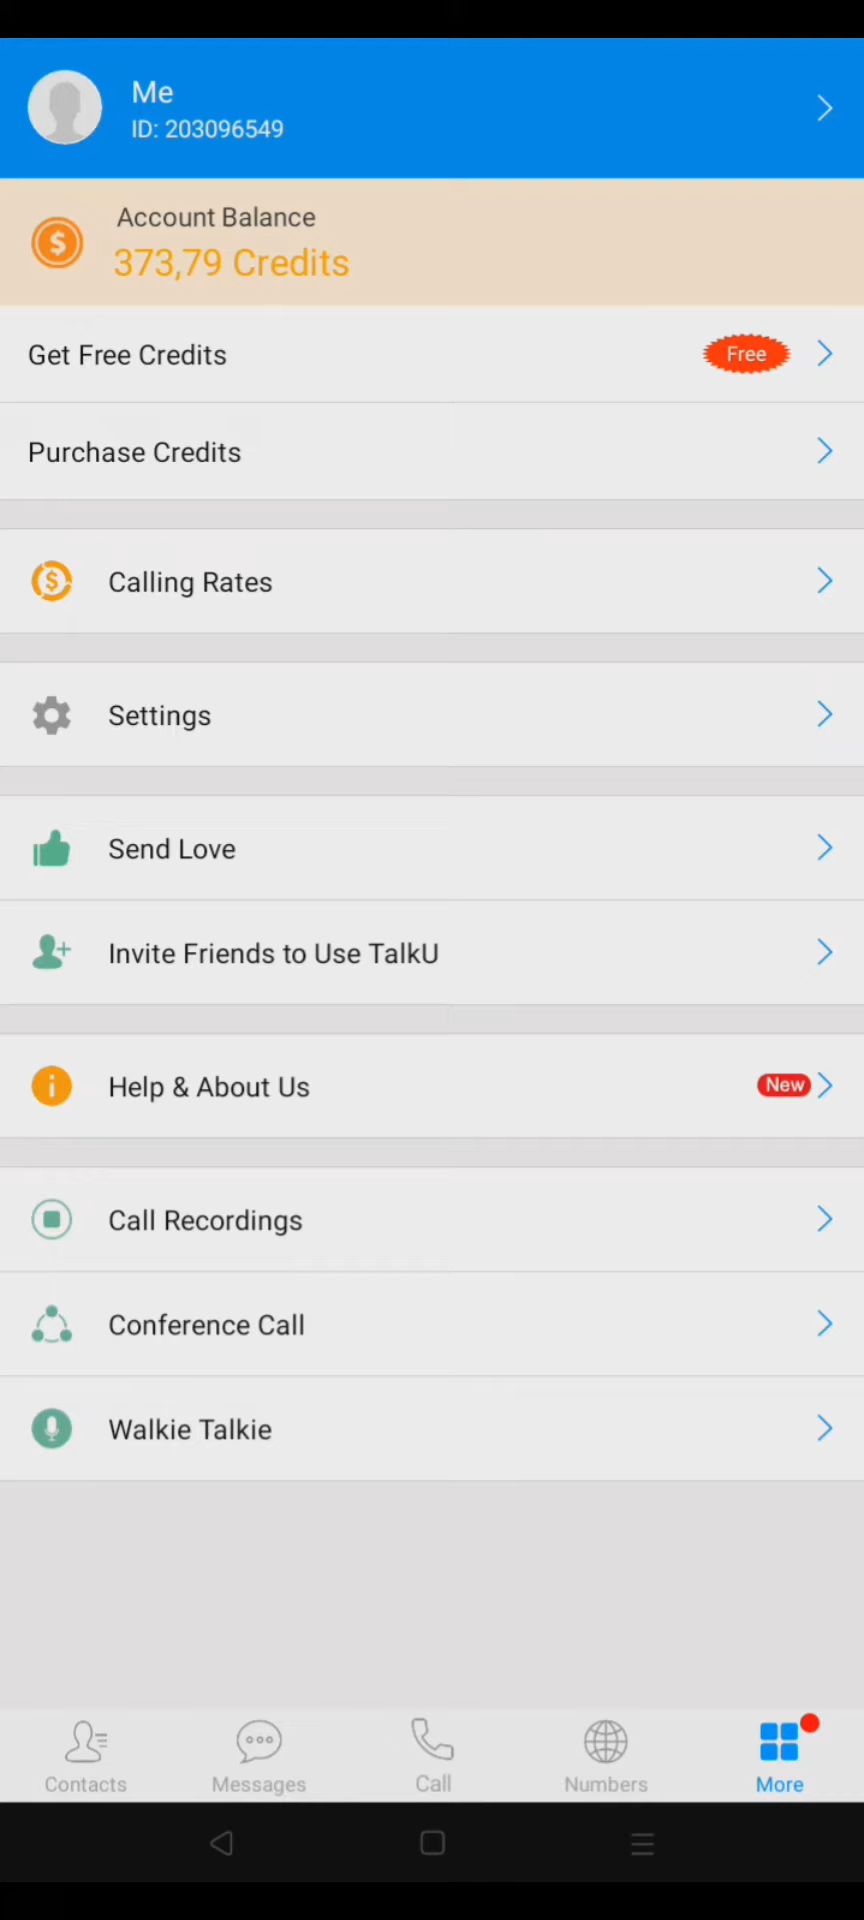 Me
ID: 203096549
Account Balance
373,79 Credits
Get Free Credits
Free
Purchase Credits
Calling Rates
Settings
Send Love
Invite Friends to Use TalkU
Help & About Us
New
Call Recordings
Conference Call
Walkie Talkie
Contacts
Messages
Call
Numbers
More